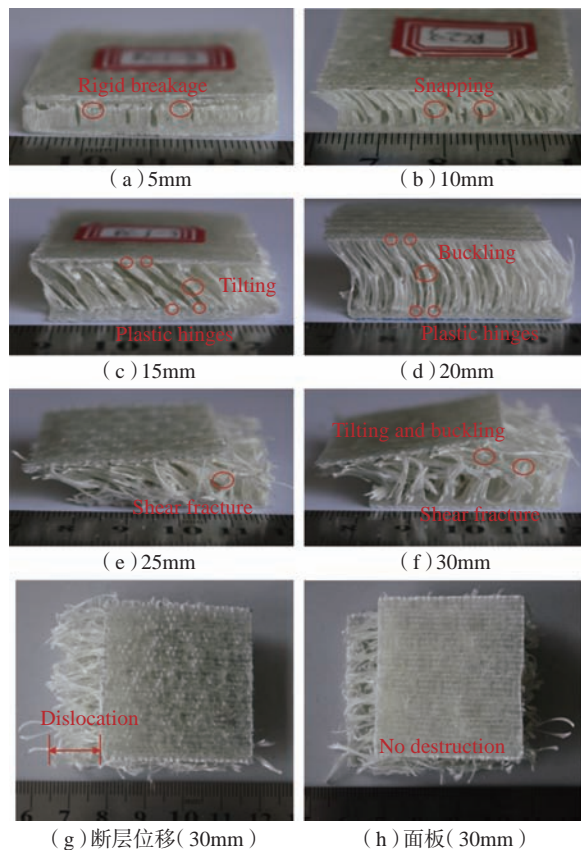 Rigid breakage
Snapping
(a)5mm
(b)10mm
Tilting
Plastic hinges
Buckling
Plastic hinges
(c)15mm
(d)20mm
Shear fracture
Tilting and buckling
Shear fracture
(e)25mm
(f)30mm
Dislocation
No destruction
(g)断层位移(30mm)
(h)面板(30mm)